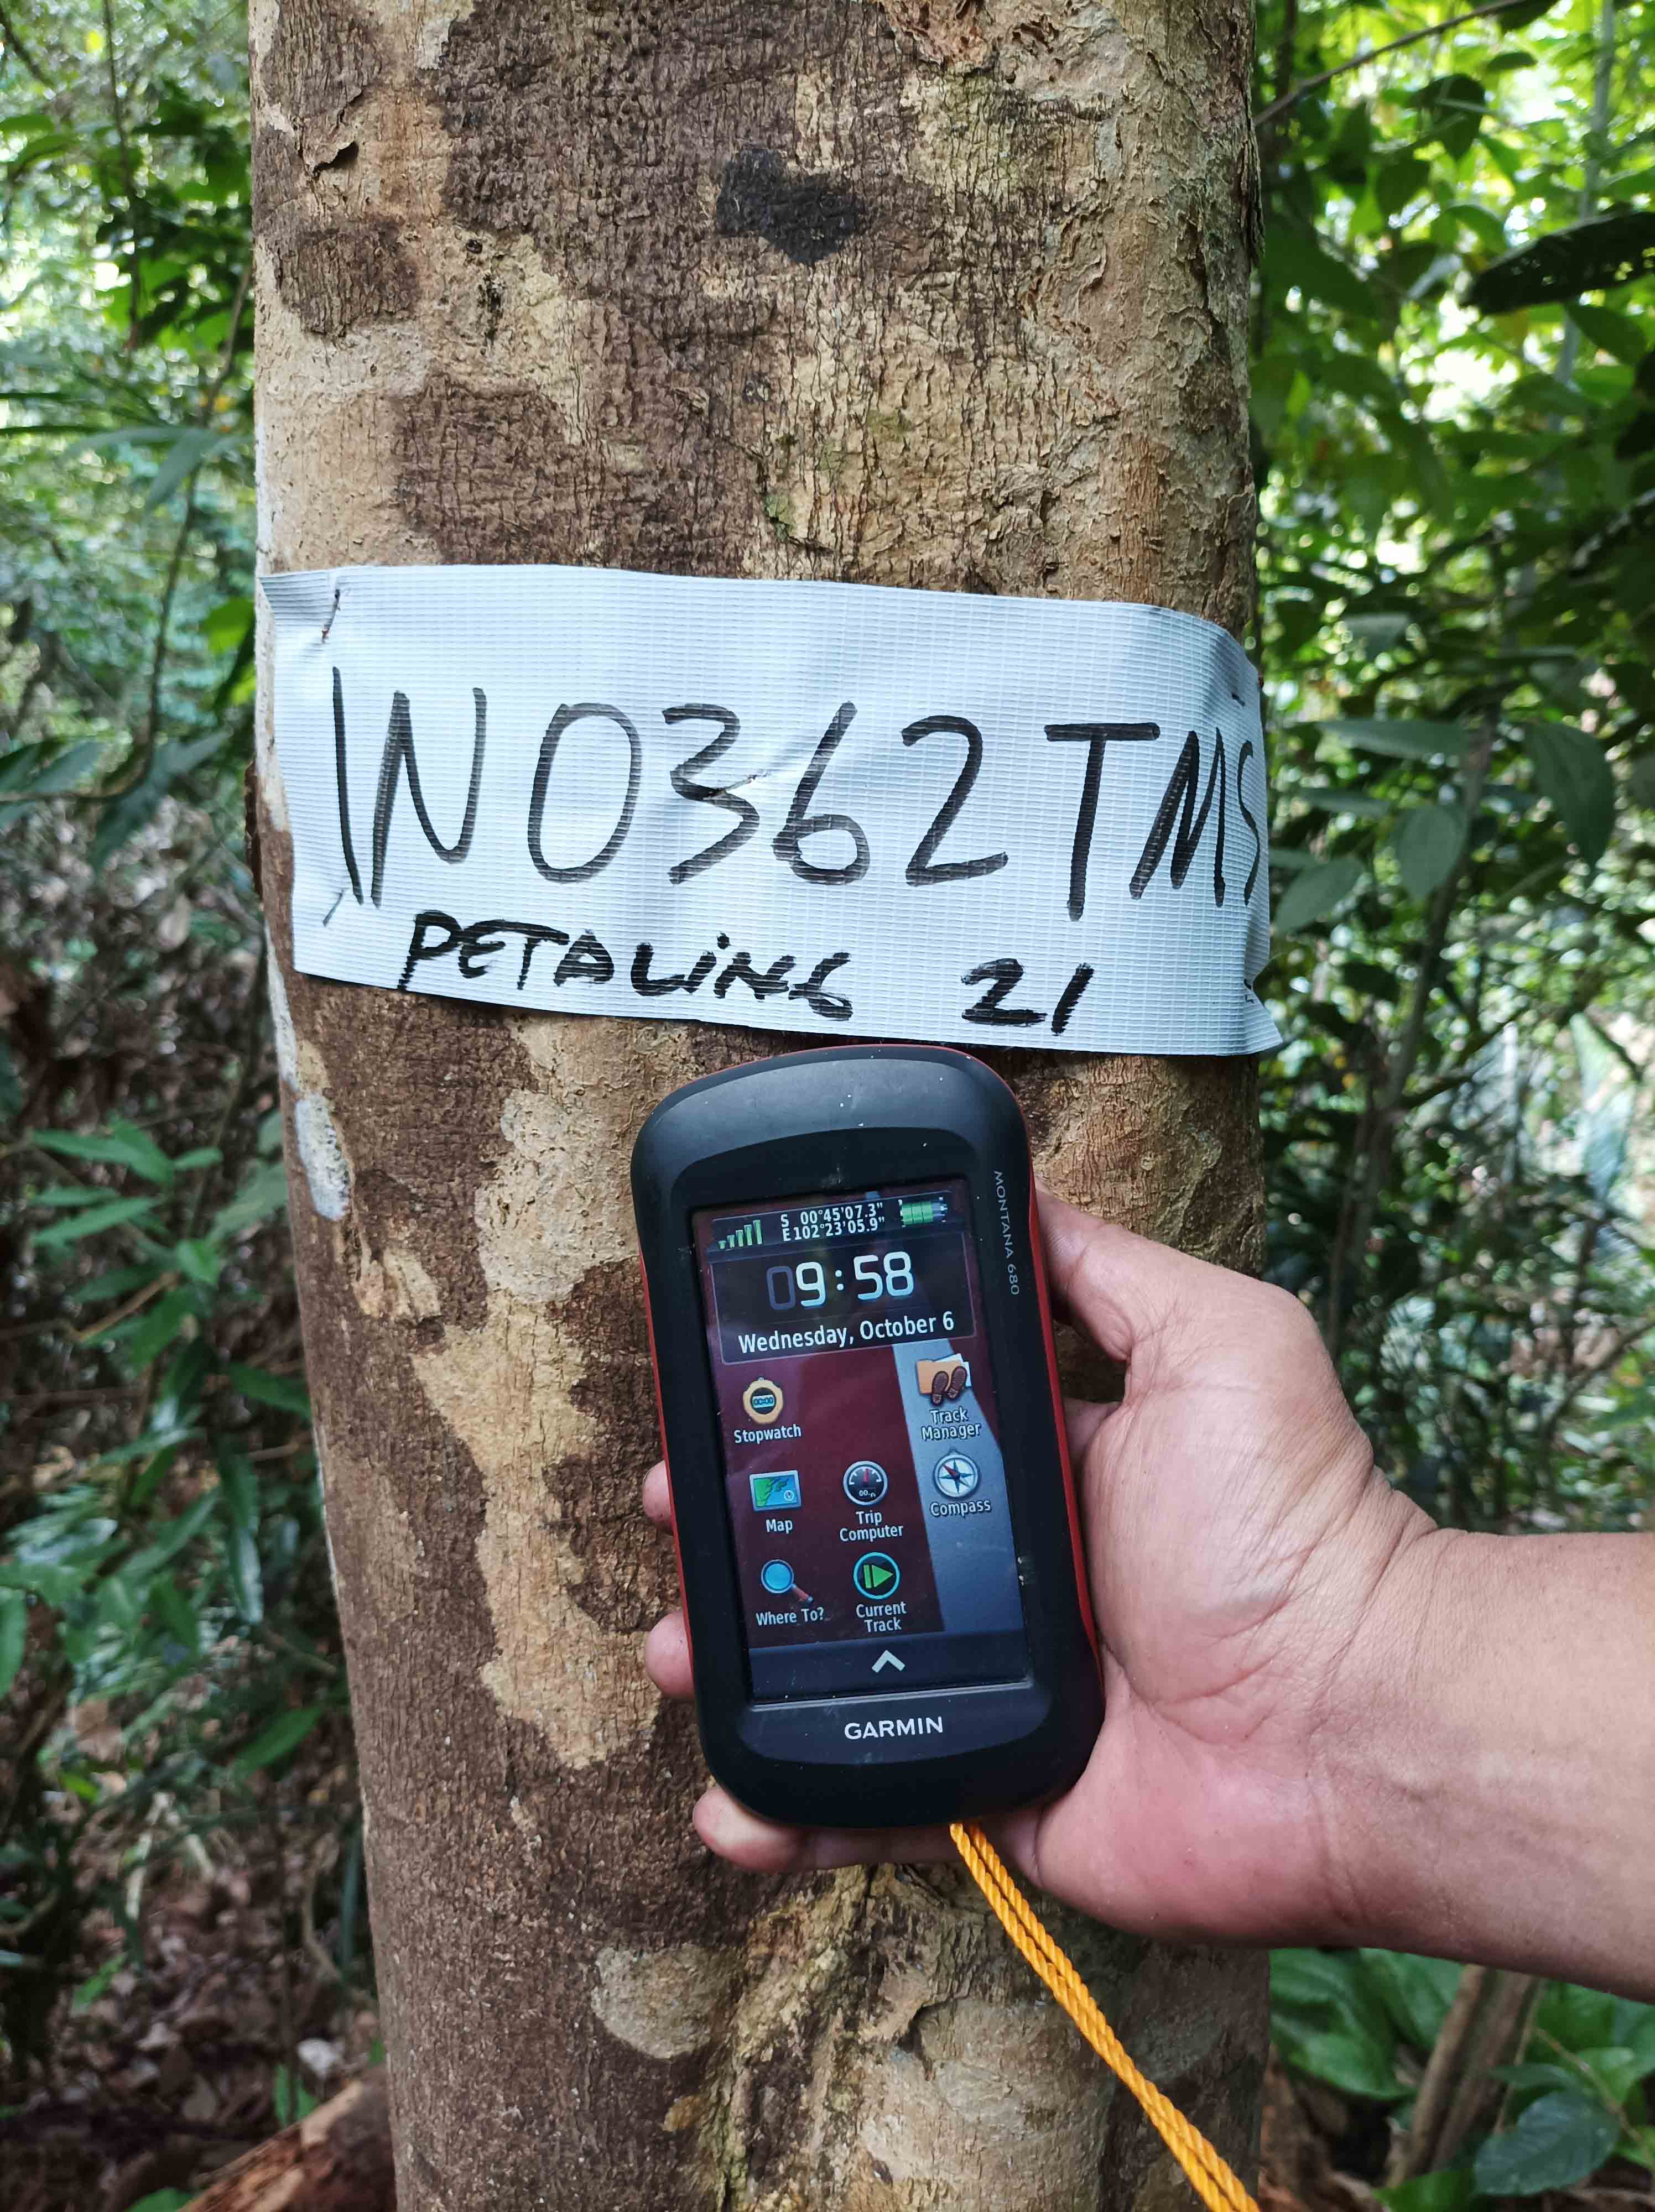 IN0362TMS
PETALING 21
MONTANA 680
S 00°45'07.3"
E 102°23'05.9"
09:58
Wednesday, October 6
Stopwatch
Track Manager
Map
Trip Computer
Compass
Where To?
Current Track
GARMIN